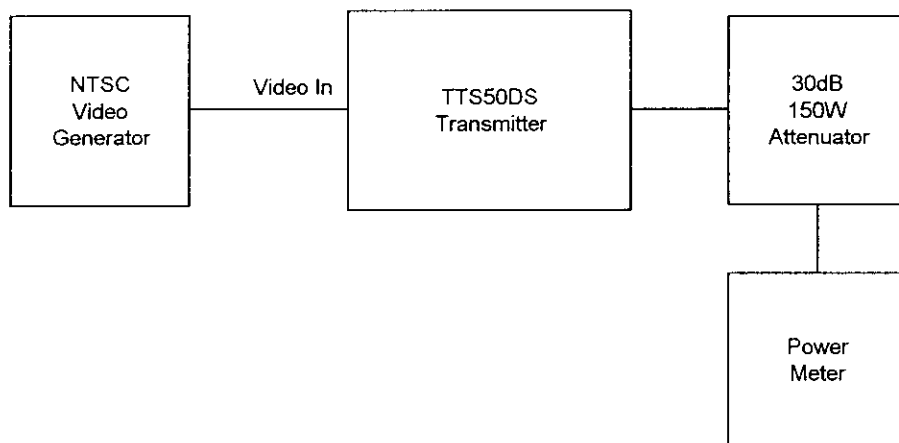 NTSC
Video
Generator
Video In
TTS50DS
Transmitter
30dB
150W
Attenuator
Power
Meter